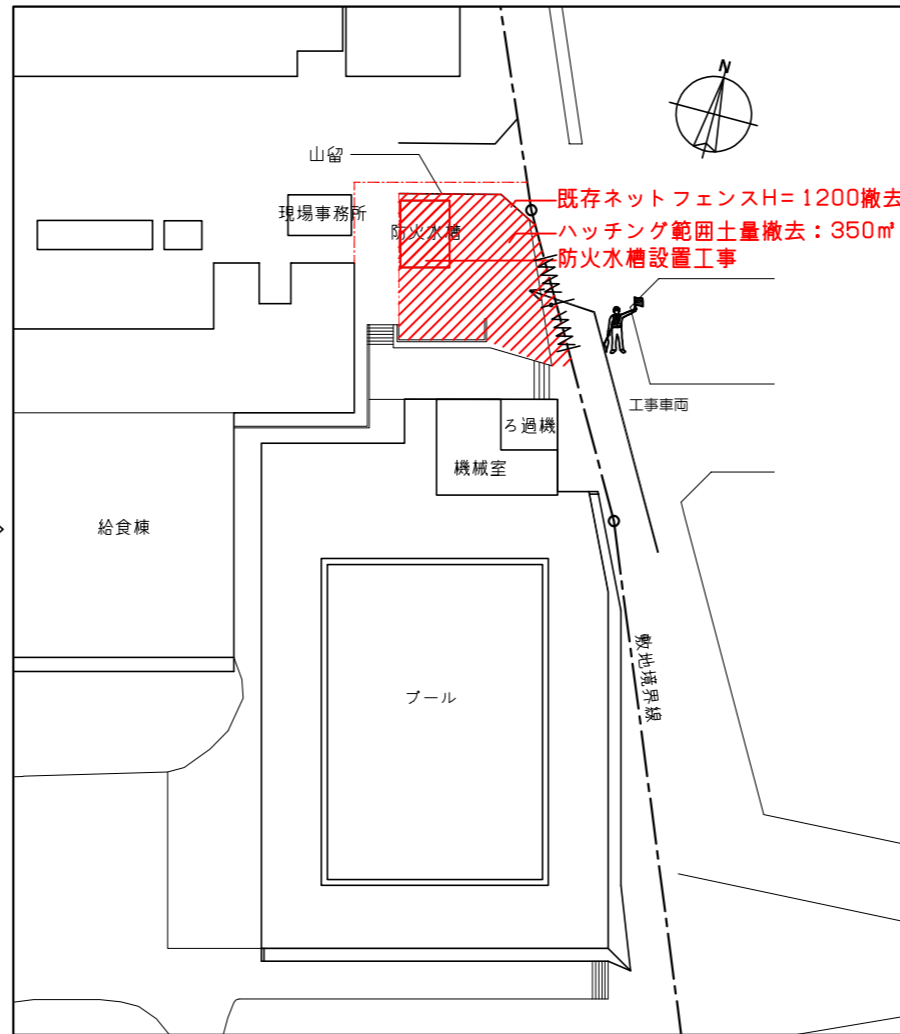 N
山留
既存ネットフェンスH=1200撤去
現場事務所
防火水槽
ハッチング範囲土量撤去：350㎥
防火水槽設置工事
工事車両
ろ過機
機械室
給食棟
敷地境界線
プール